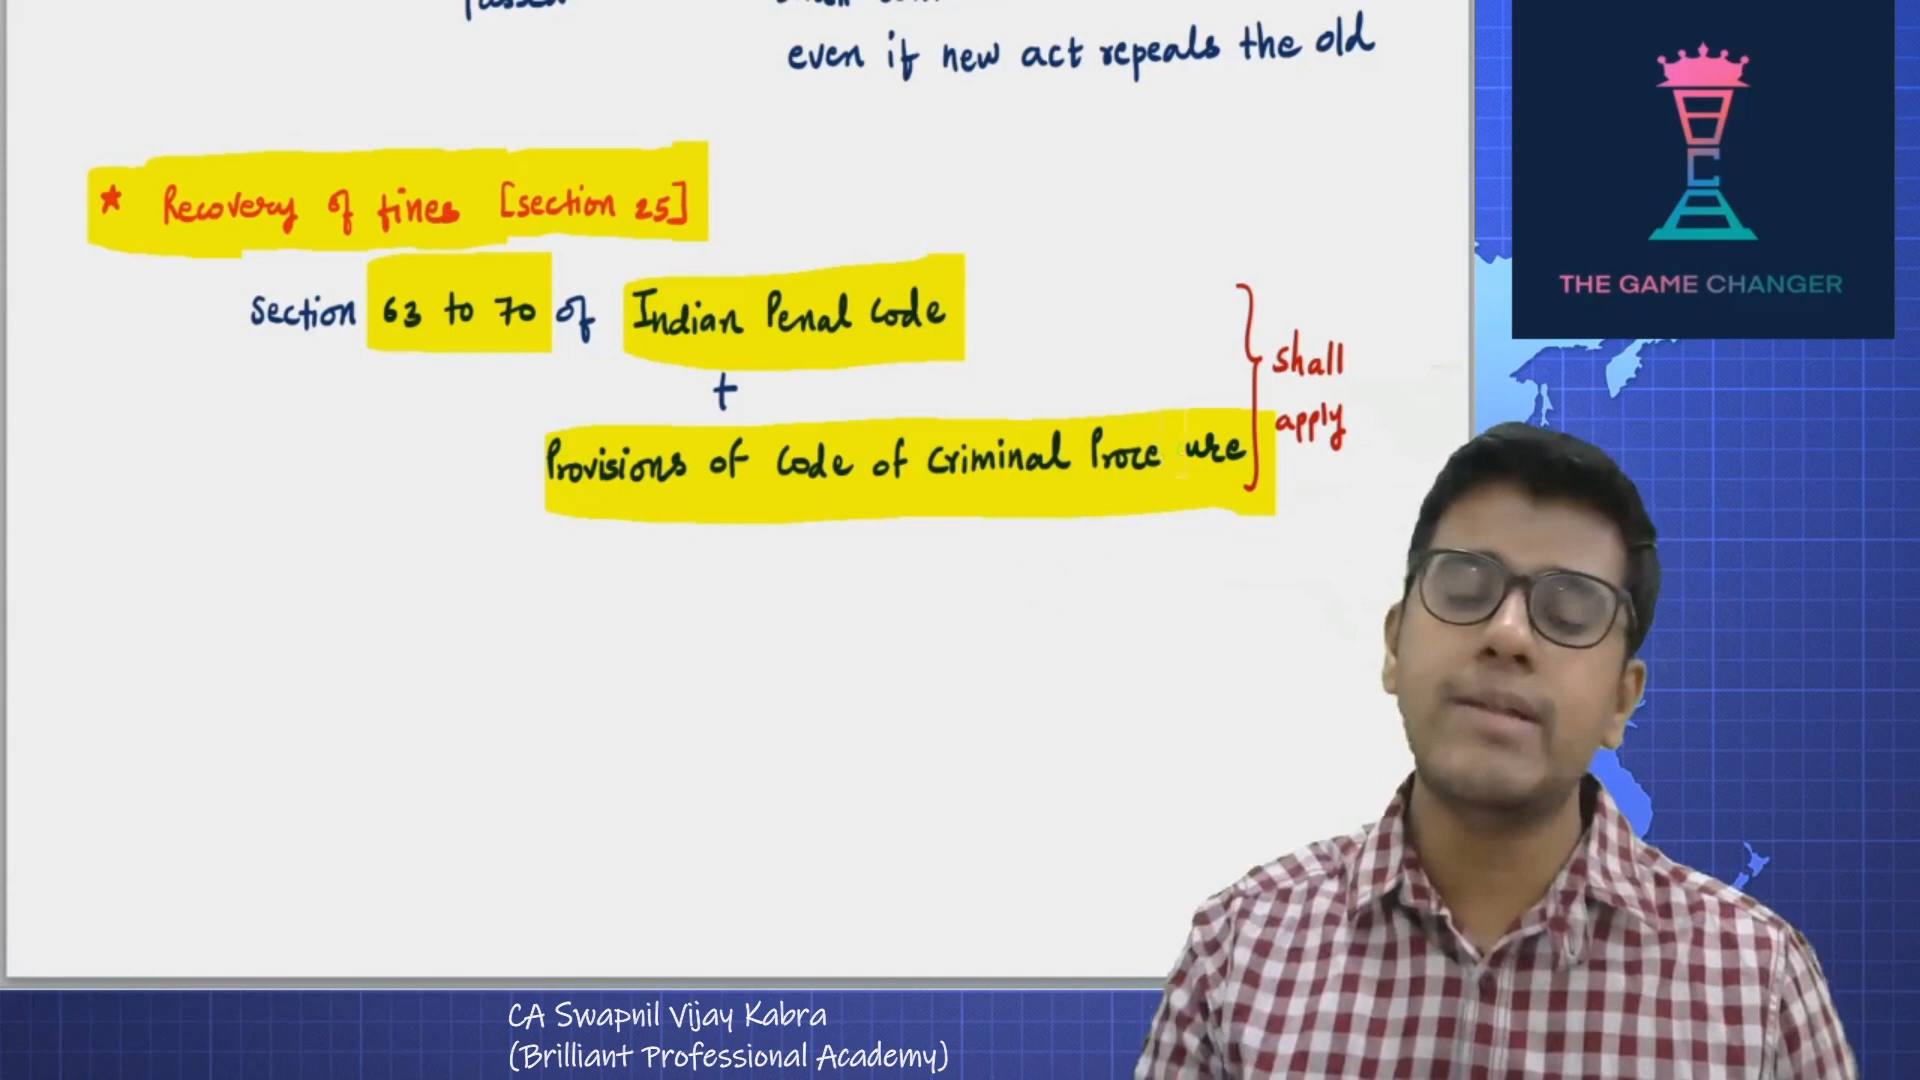 Passed
even if new act repeals the old
★ Recovery of fines [section 25]
section 63 to 70 of Indian Penal Code
+
Provisions of Code of Criminal Proce ure
shall
apply
THE GAME CHANGER
CA Swapnil Vijay Kabra
(Brilliant Professional Academy)